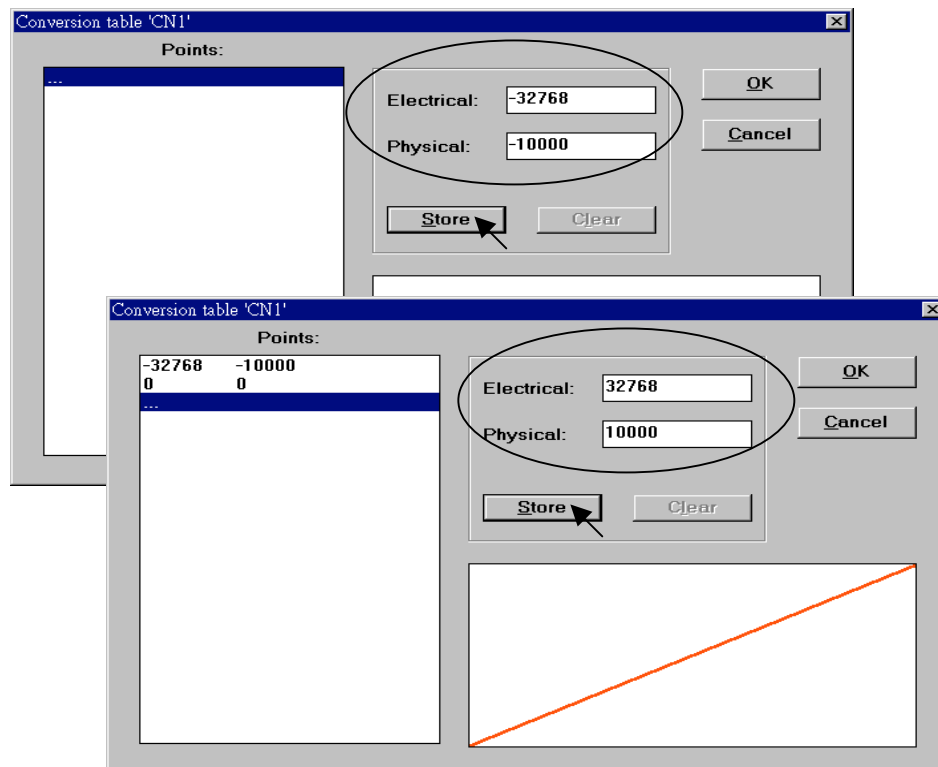 Conversion table 'CN1'
Points:
...
Electrical: -32768
Physical: -10000
OK
Cancel
Store Clear
Conversion table 'CN1'
Points:
-32768 -10000
0 0
...
Electrical: 32768
Physical: 10000
OK
Cancel
Store Clear